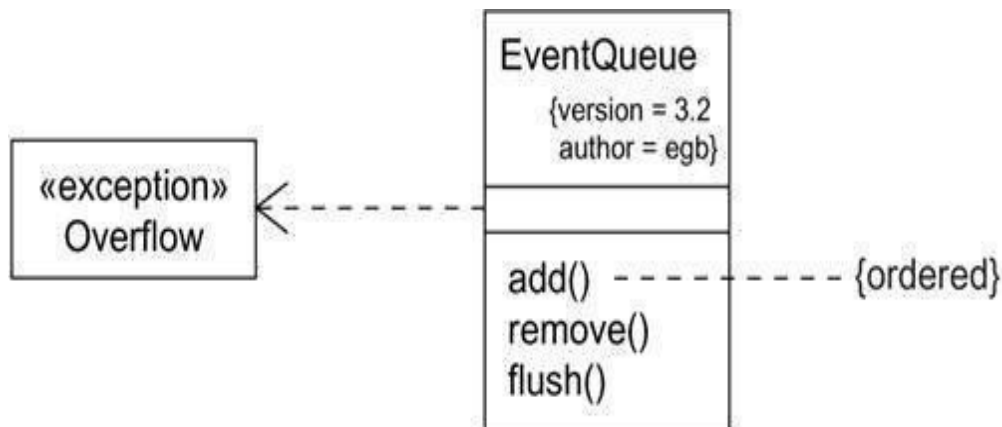 «exception»
Overflow
EventQueue
{version = 3.2
author = egb}
add()
{ordered}
remove()
flush()